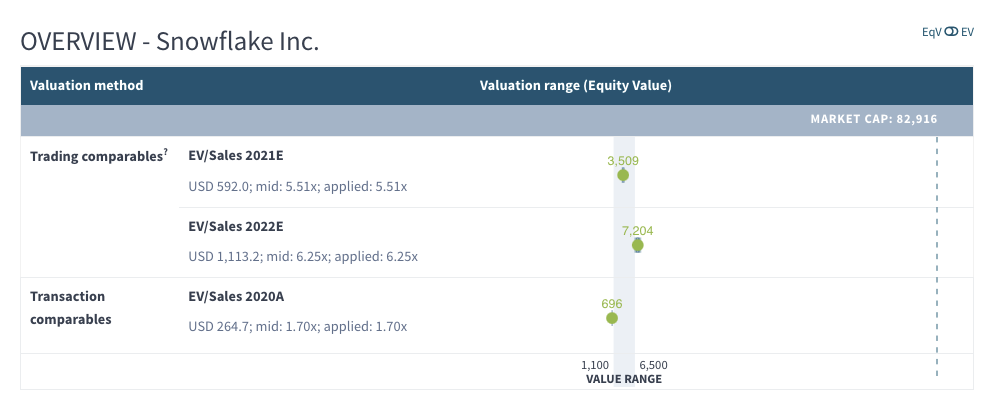 OVERVIEW - Snowflake Inc.
EqV EV
Valuation method Valuation range (Equity Value)
MARKET CAP: 82,916
Trading comparables? EV/Sales 2021E
3,509
USD 592.0; mid: 5.51x; applied: 5.51x
EV/Sales 2022E
7,204
USD 1,113.2; mid: 6.25x; applied: 6.25x
Transaction comparables
EV/Sales 2020A
696
USD 264.7; mid: 1.70x; applied: 1.70x
1,100 6,500
VALUE RANGE